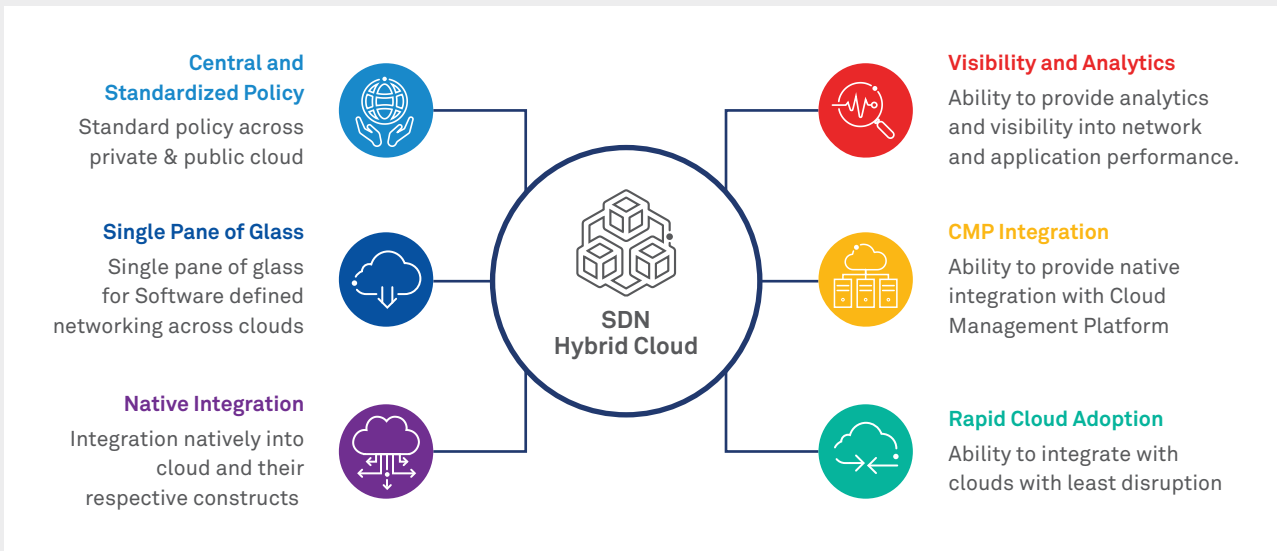 Central and
Standardized Policy
Standard policy across
private & public cloud
Single Pane of Glass
Single pane of glass
for Software defined
networking across clouds
Native Integration
Integration natively into
cloud and their
respective constructs
SDN
Hybrid Cloud
Visibility and Analytics
Ability to provide analytics
and visibility into network
and application performance.
CMP Integration
Ability to provide native
integration with Cloud
Management Platform
Rapid Cloud Adoption
Ability to integrate with
clouds with least disruption